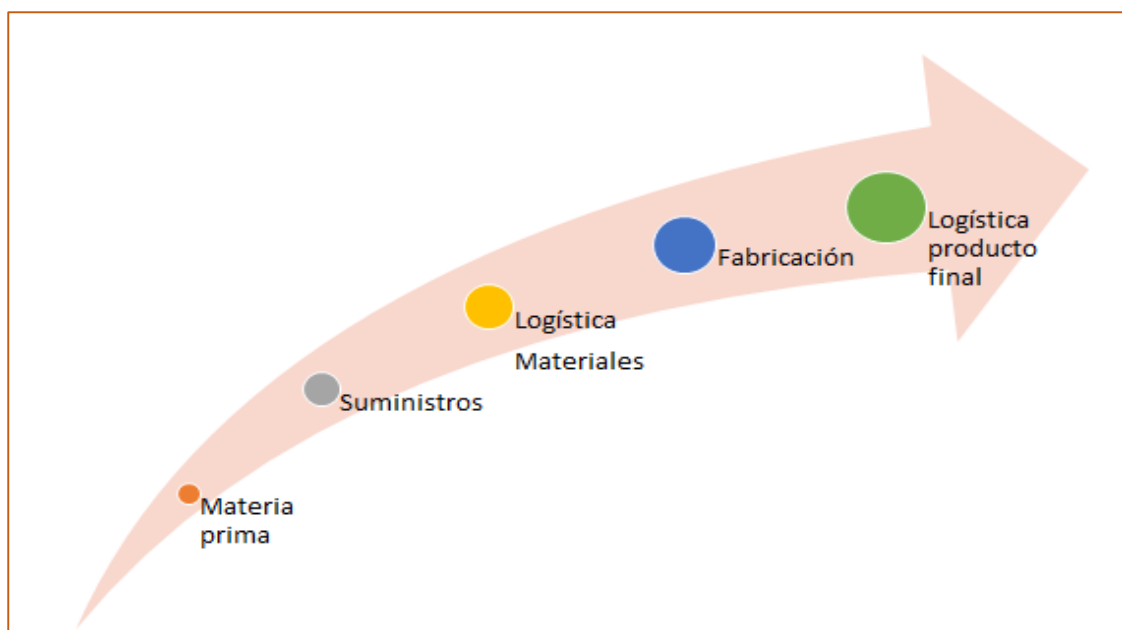 Materia
prima
Suministros
Logística
Materiales
Fabricación
Logística
producto
final